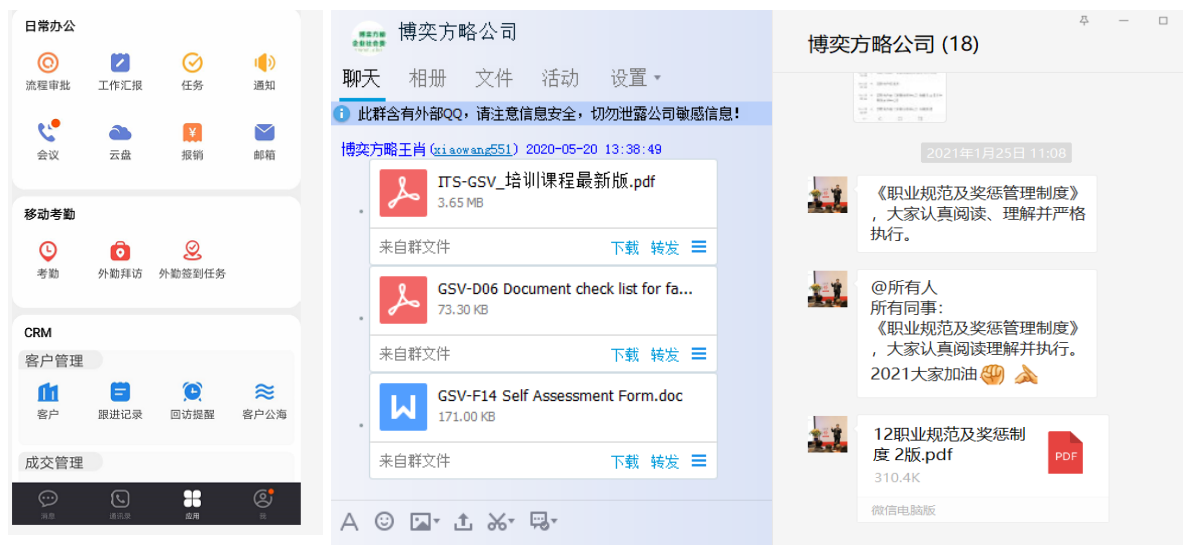 日常办公
流程审批 工作汇报 任务 通知
会议 云盘 报销 邮箱
移动考勤
考勤 外勤拜访 外勤签到任务
CRM
客户管理
客户 跟进记录 回访提醒 客户公海
成交管理
消息 通讯录 应用 我
博奕方略公司
聊天 相册 文件 活动 设置
此群含有外部QQ，请注意信息安全，切勿泄露公司敏感信息！
博奕方略王肖(xiaowang551) 2020-05-20 13:38:49
ITS-GSV_培训课程最新版.pdf
3.65 MB
来自群文件 下载 转发
GSV-D06 Document check list for fa...
73.30 KB
来自群文件 下载 转发
GSV-F14 Self Assessment Form.doc
171.00 KB
来自群文件 下载 转发
博奕方略公司 (18)
2021年1月25日 11:08
《职业规范及奖惩管理制度》
，大家认真阅读、理解并严格
执行。
@所有人
所有同事：
《职业规范及奖惩管理制度》
，大家认真阅读理解并执行。
2021大家加油
12职业规范及奖惩制
度 2版.pdf
310.4K
PDF
微信电脑版